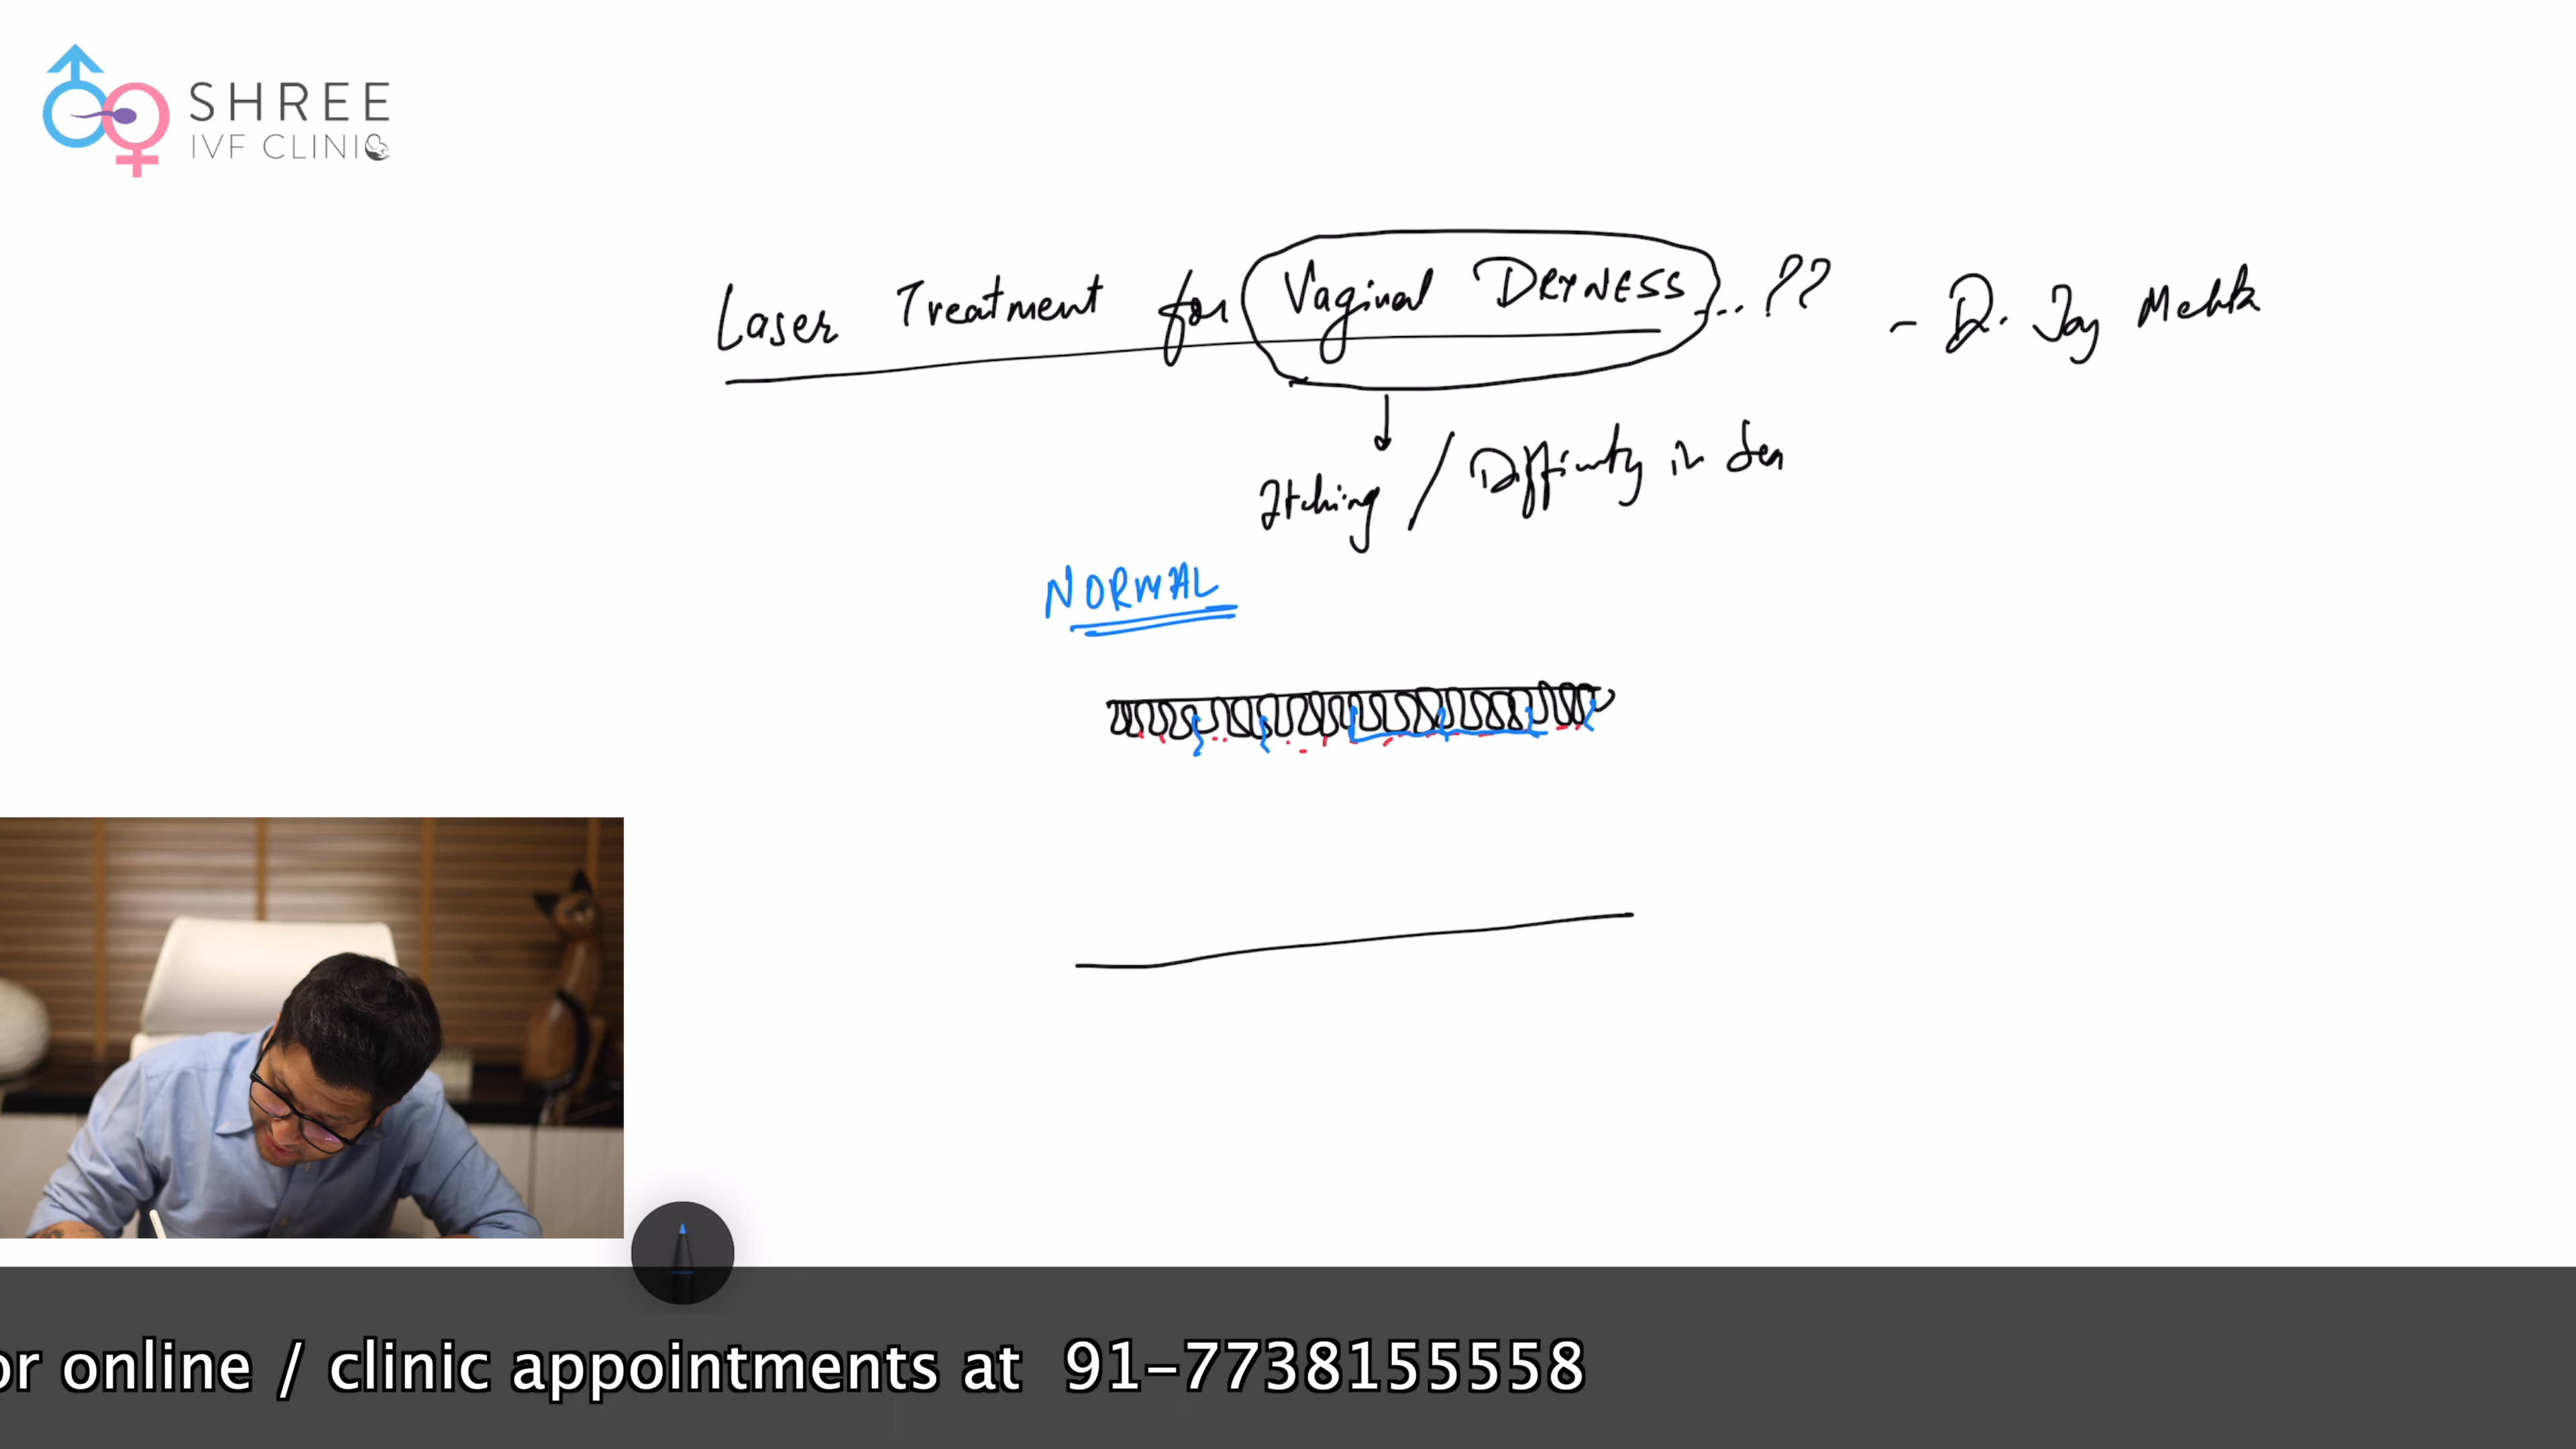 SHREE
IVF CLINIC
Laser Treatment for Vaginal DRYNESS...?? - Dr. Jay Mehta
Itching / Difficulty in Sex
NORMAL
or online / clinic appointments at 91-7738155558